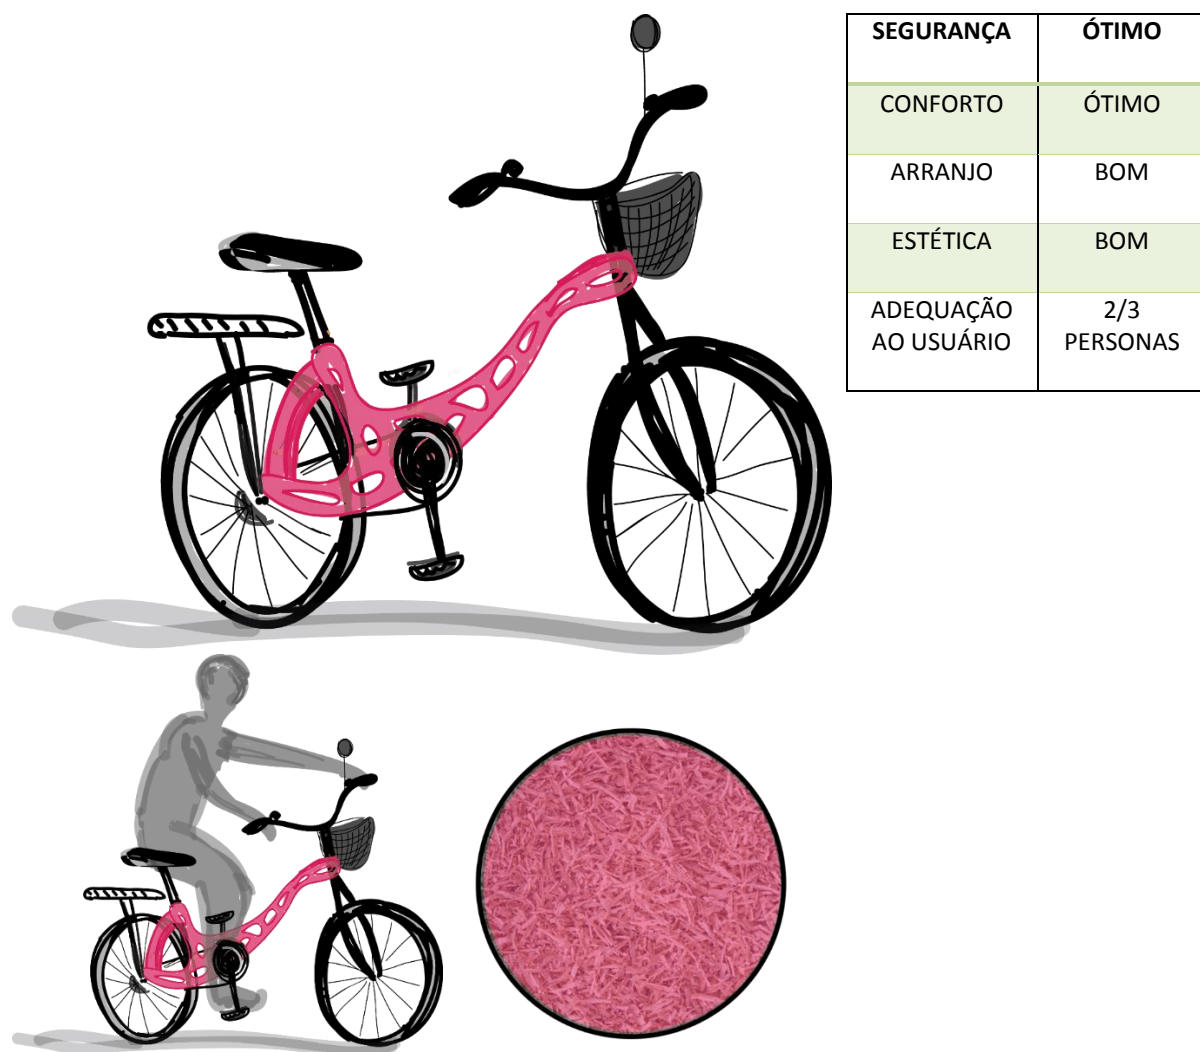 SEGURANÇA ÓTIMO
CONFORTO ÓTIMO
ARRANJO BOM
ESTÉTICA BOM
ADEQUAÇÃO 2/3
AO USUÁRIO PERSONAS